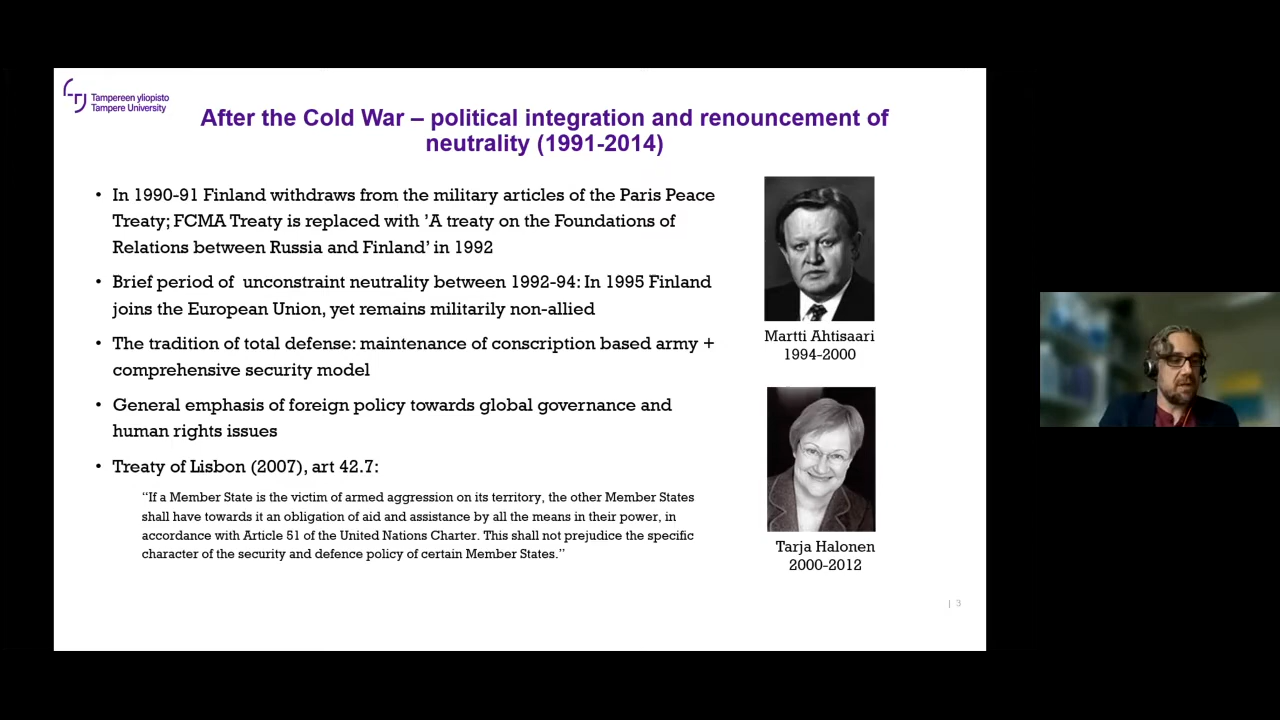 Tampereen yliopisto
Tampere University
After the Cold War – political integration and renouncement of
neutrality (1991-2014)
• In 1990-91 Finland withdraws from the military articles of the Paris Peace
Treaty; FCMA Treaty is replaced with ’A treaty on the Foundations of
Relations between Russia and Finland’ in 1992
• Brief period of unconstraint neutrality between 1992-94: In 1995 Finland
joins the European Union, yet remains militarily non-allied
• The tradition of total defense: maintenance of conscription based army +
comprehensive security model
• General emphasis of foreign policy towards global governance and
human rights issues
• Treaty of Lisbon (2007), art 42.7:
“If a Member State is the victim of armed aggression on its territory, the other Member States
shall have towards it an obligation of aid and assistance by all the means in their power, in
accordance with Article 51 of the United Nations Charter. This shall not prejudice the specific
character of the security and defence policy of certain Member States.”
Martti Ahtisaari
1994-2000
Tarja Halonen
2000-2012
| 3